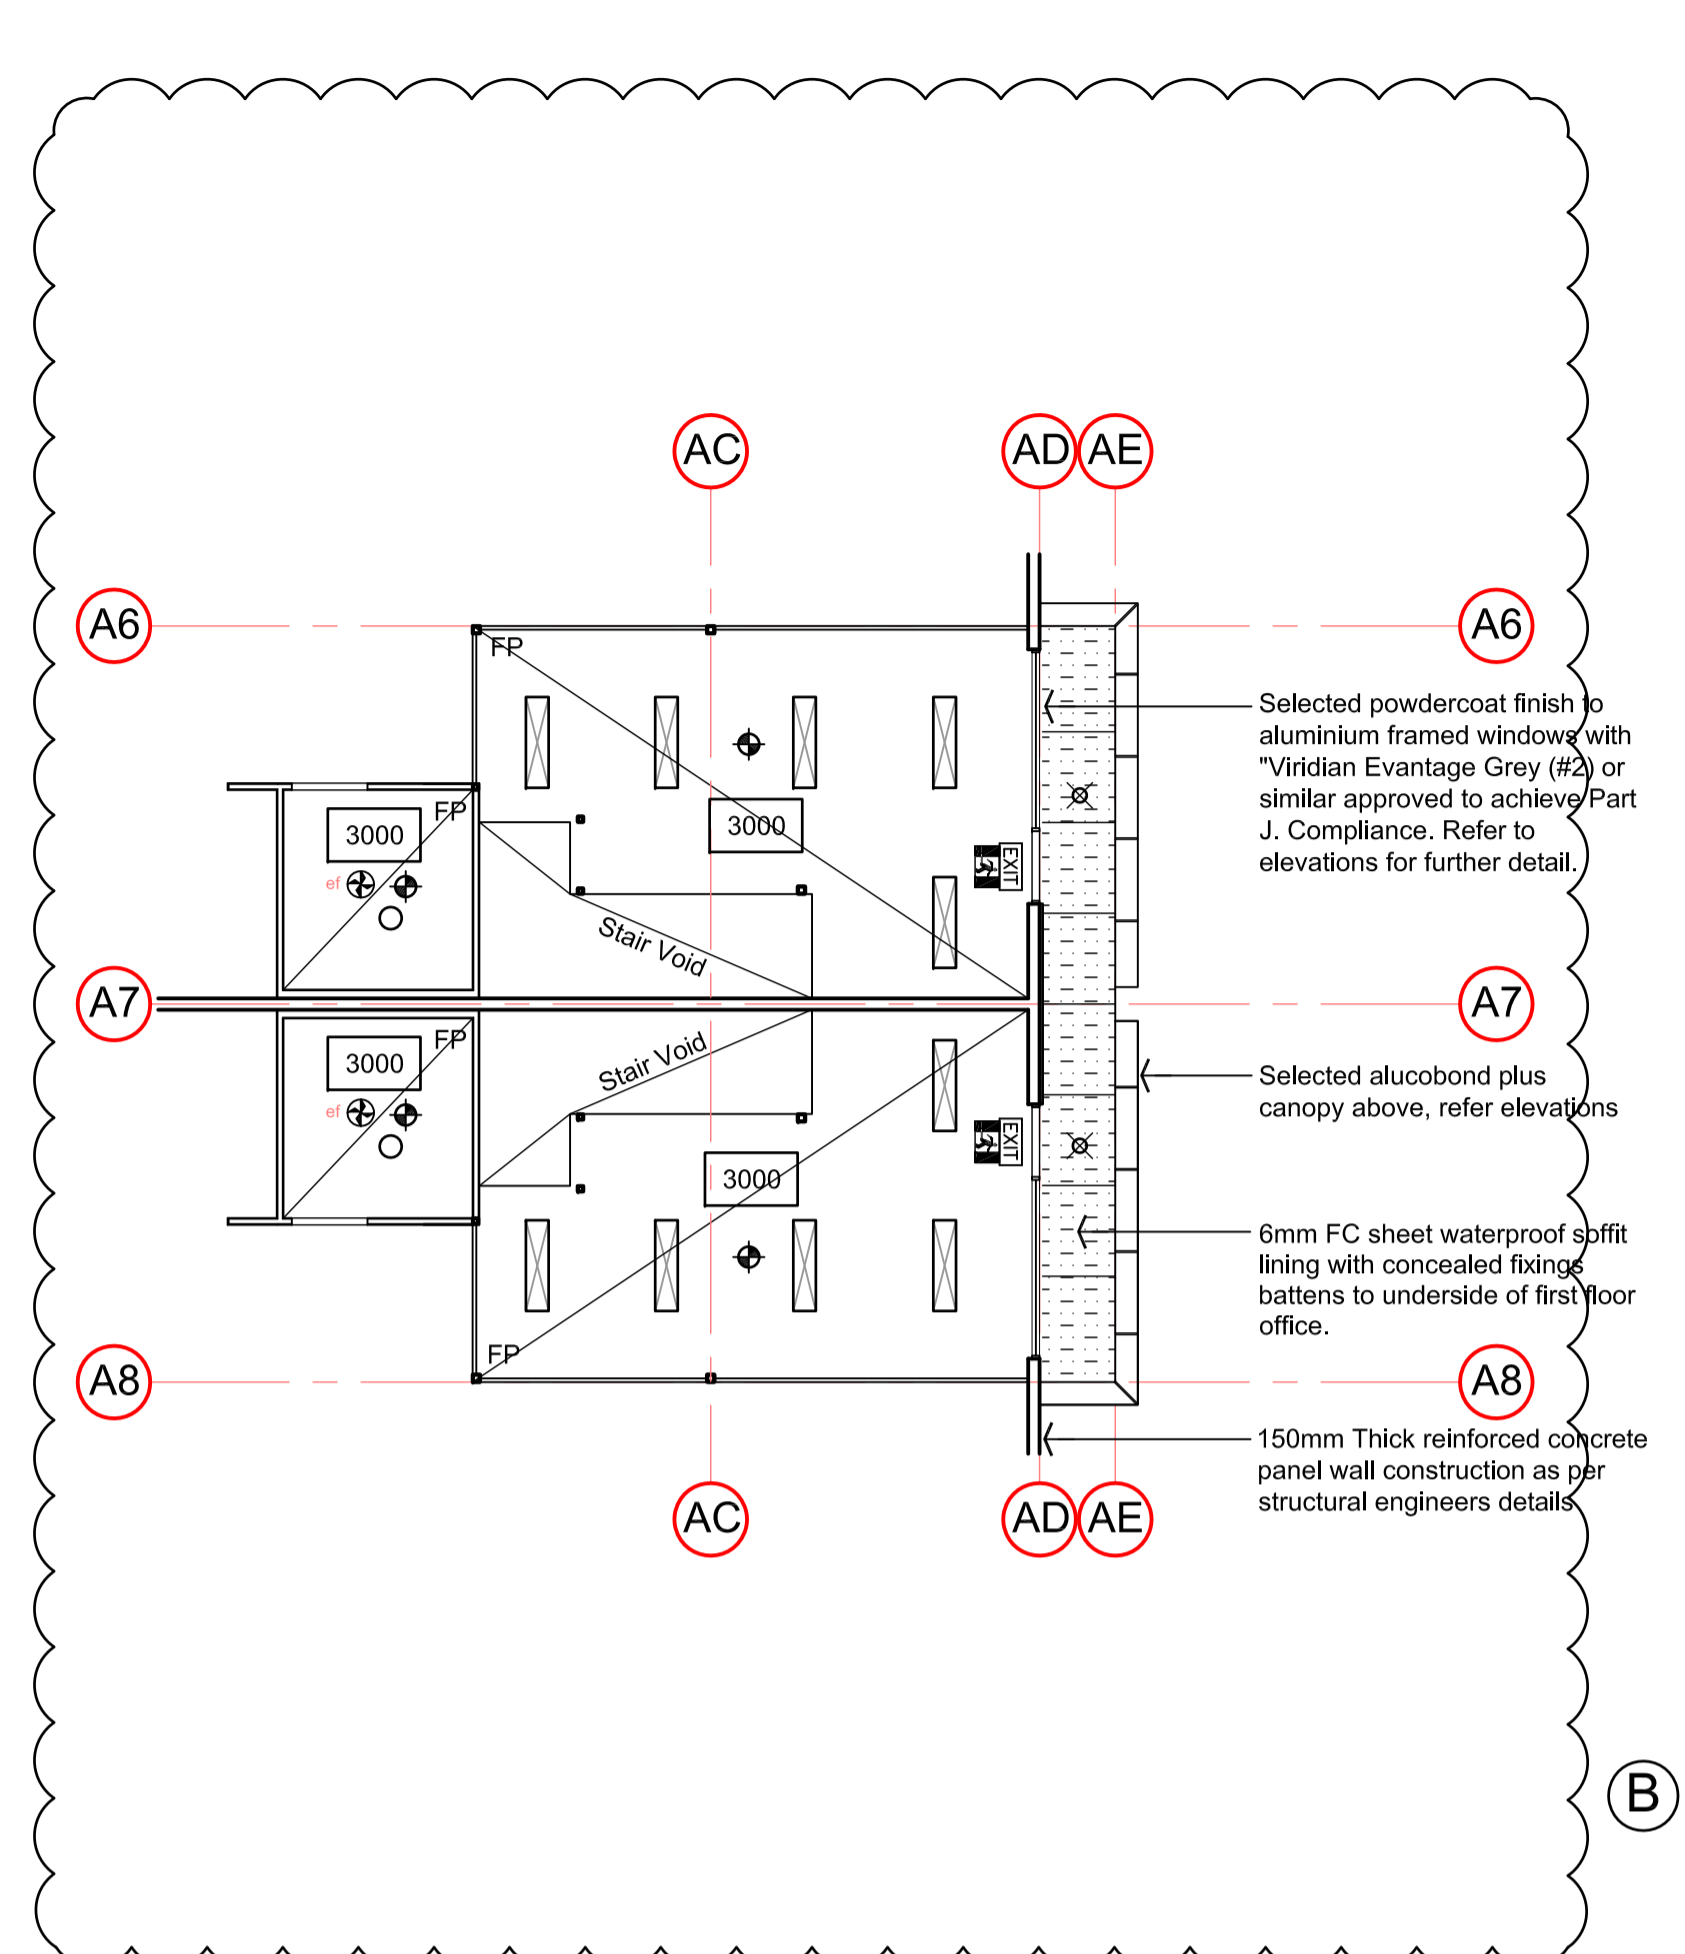 AC
AD
AE
A6
A6
FP
Selected powdercoat finish to
aluminium framed windows with
"Viridian Evantage Grey (#2) or
similar approved to achieve Part
J. Compliance. Refer to
elevations for further detail.
FP
3000
3000
ef
EXIT
Stair Void
A7
A7
FP
Stair Void
3000
Selected alucobond plus
canopy above, refer elevations
ef
EXIT
3000
6mm FC sheet waterproof soffit
lining with concealed fixings
battens to underside of first floor
office.
FP
A8
A8
150mm Thick reinforced concrete
panel wall construction as per
structural engineers details
AC
AD
AE
B